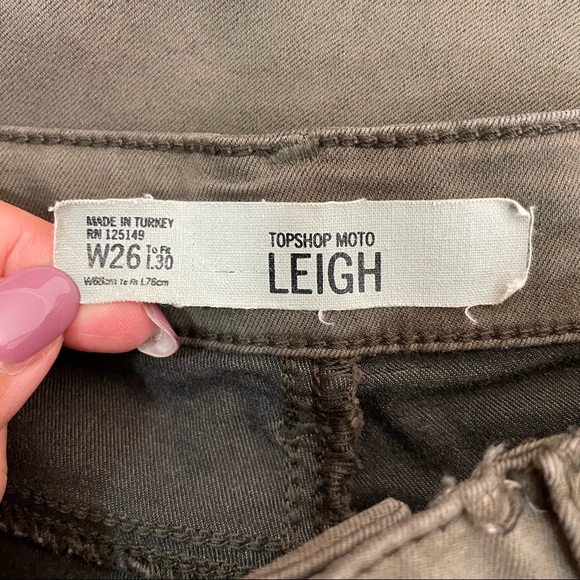 MADE IN TURKEY
RN 125149
W26 To Fit L30
W66cm To Fit L76cm
TOPSHOP MOTO
LEIGH